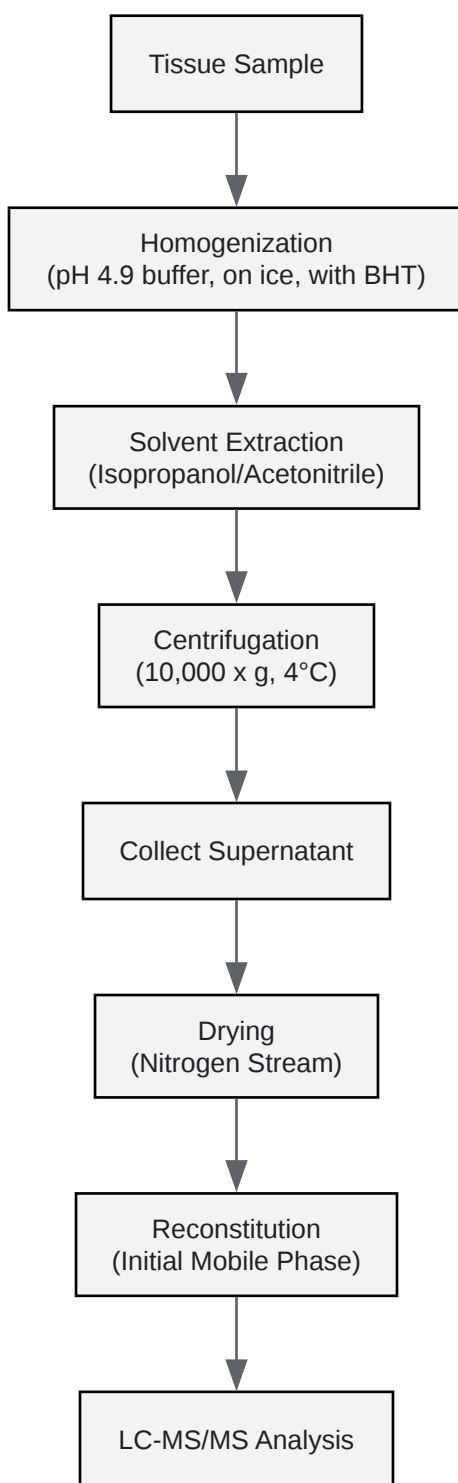 Tissue Sample
Homogenization
(pH 4.9 buffer, on ice, with BHT)
Solvent Extraction
(Isopropanol/Acetonitrile)
Centrifugation
(10,000 x g, 4°C)
Collect Supernatant
Drying
(Nitrogen Stream)
Reconstitution
(Initial Mobile Phase)
LC-MS/MS Analysis